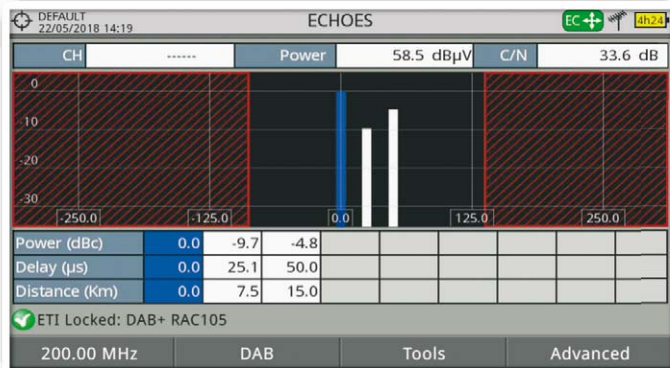 DEFAULT
22/05/2018 14:19
ECHOES
EC
4h24
CH ------ Power 58.5 dBµV C/N 33.6 dB
0
-10
-20
-30
-250.0 -125.0 0.0 125.0 250.0
Power (dBc) 0.0 -9.7 -4.8
Delay (µs) 0.0 25.1 50.0
Distance (Km) 0.0 7.5 15.0
ETI Locked: DAB+ RAC105
200.00 MHz DAB Tools Advanced